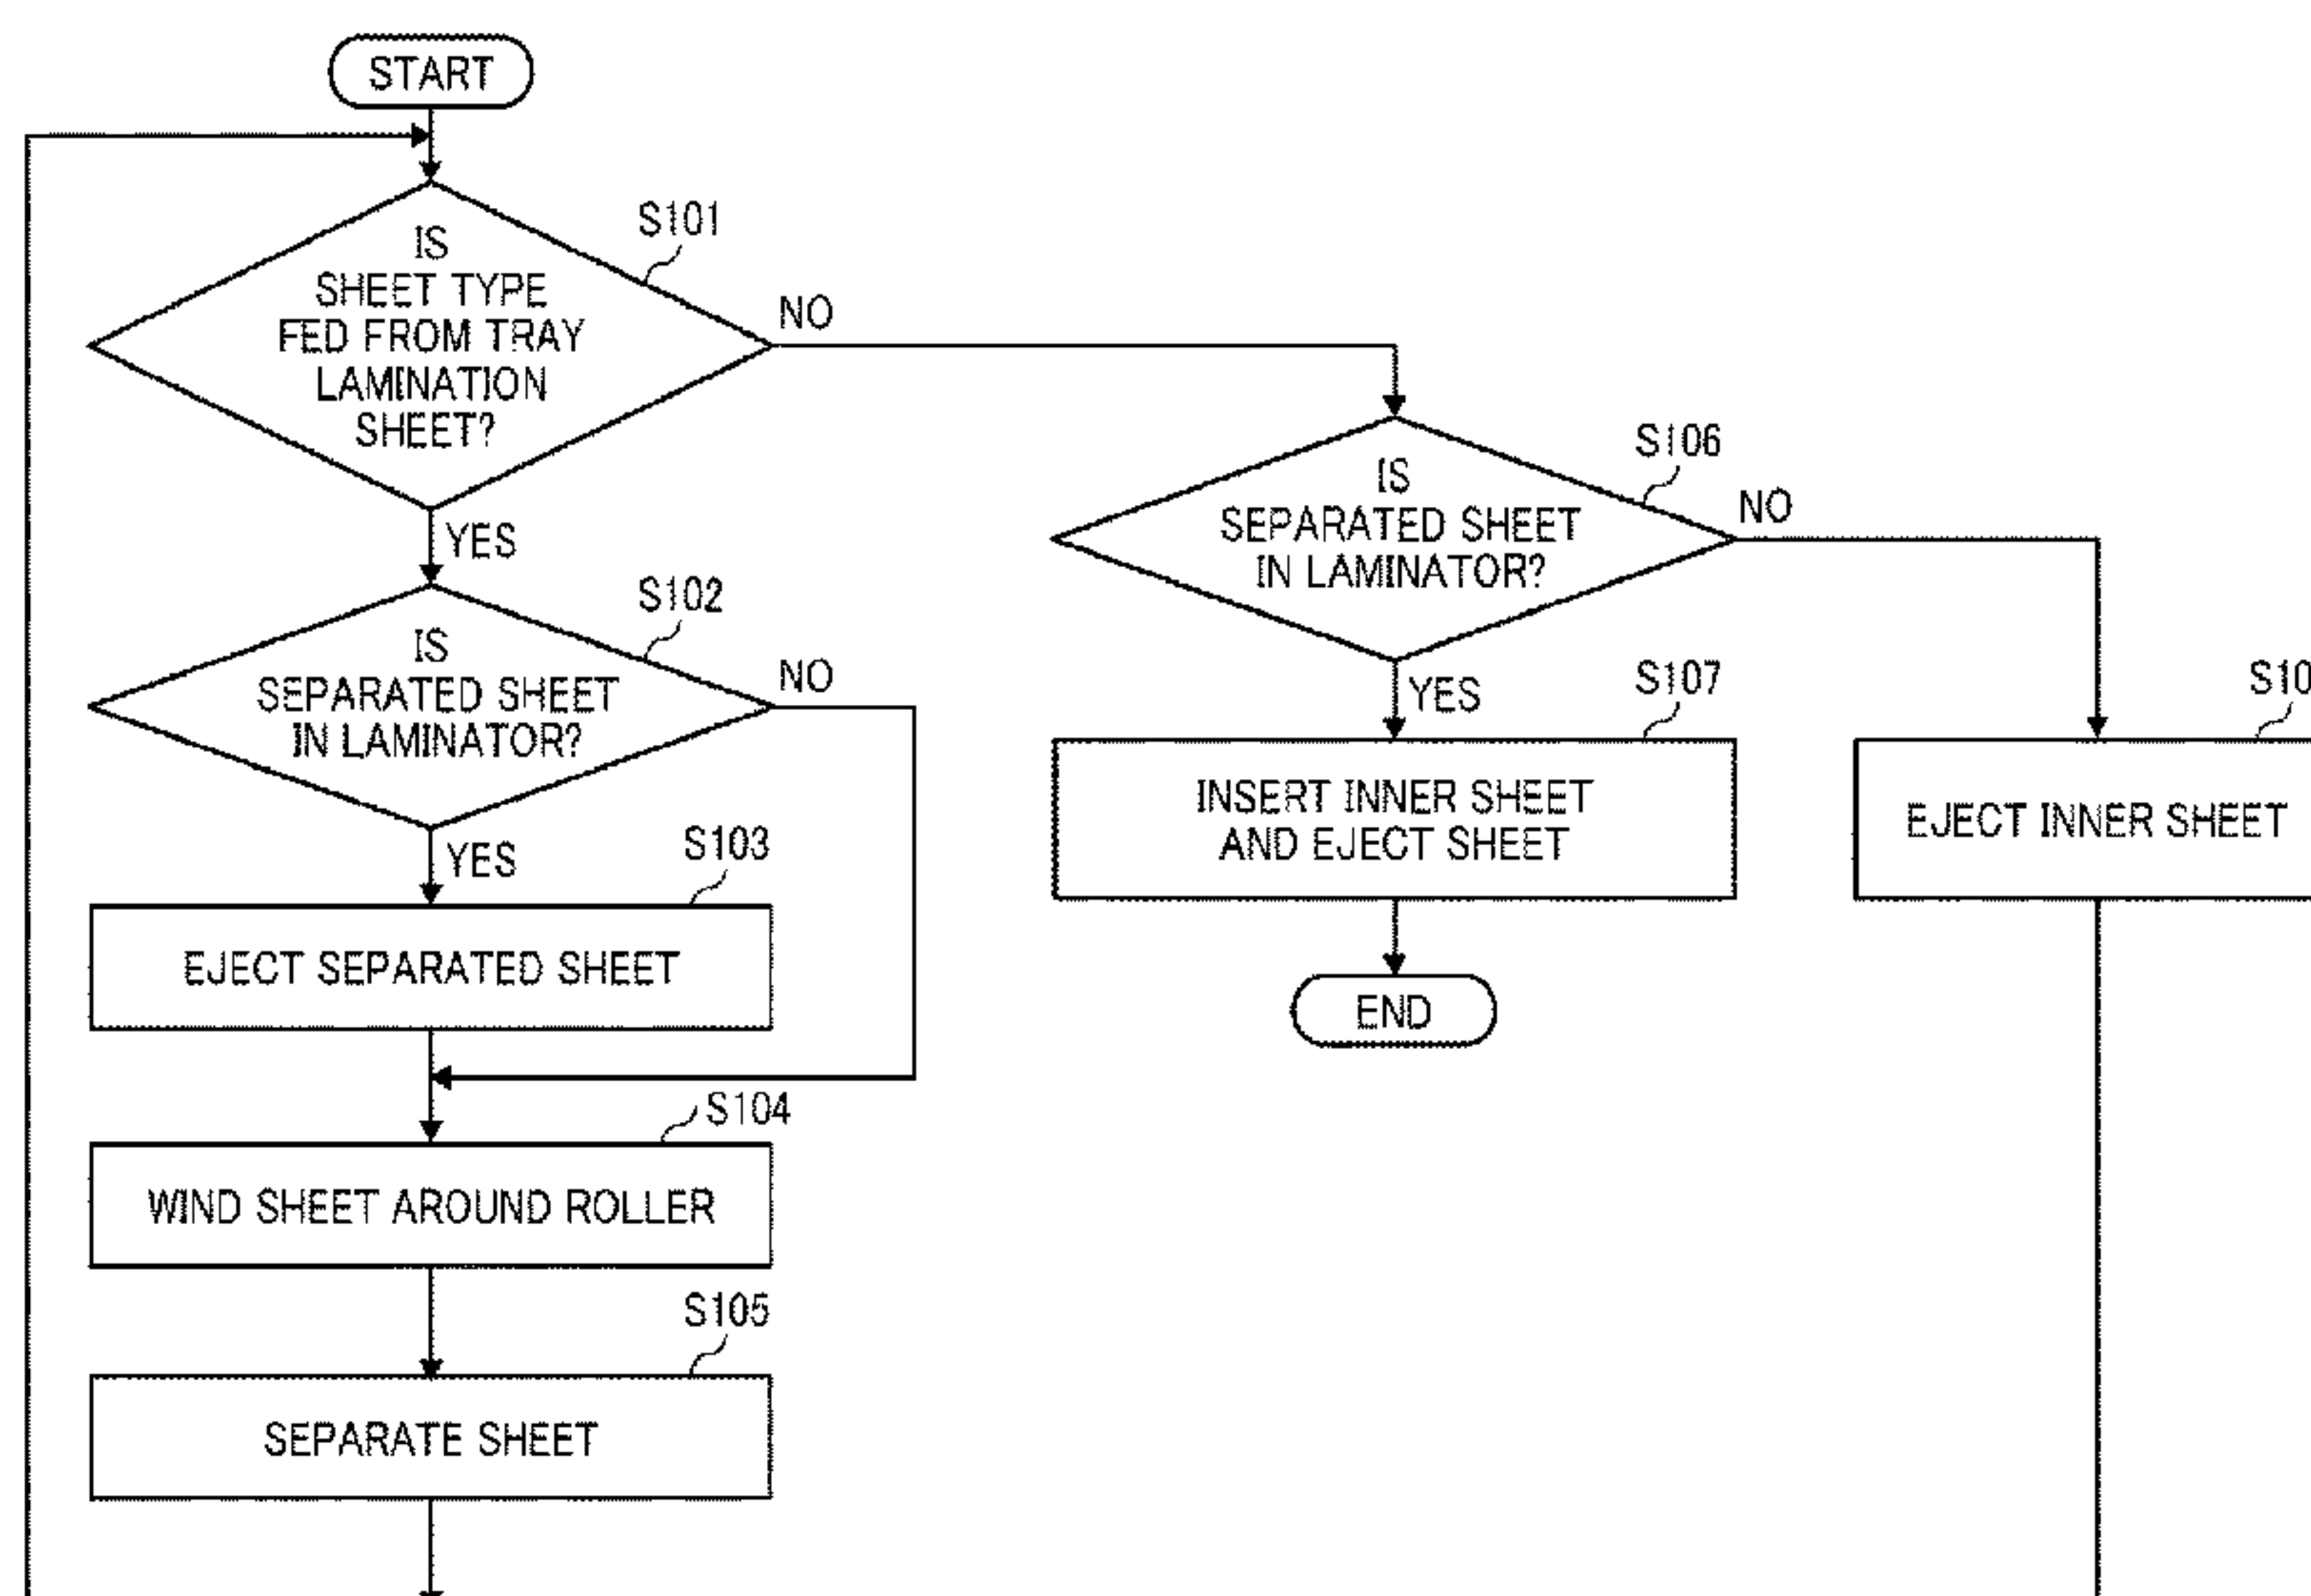 START
S101
IS
SHEET TYPE
FED FROM TRAY
LAMINATION
SHEET?
NO
YES
S102
IS
SEPARATED SHEET
IN LAMINATOR?
NO
YES
S103
EJECT SEPARATED SHEET
S104
WIND SHEET AROUND ROLLER
S105
SEPARATE SHEET
S106
IS
SEPARATED SHEET
IN LAMINATOR?
NO
YES
S107
INSERT INNER SHEET
AND EJECT SHEET
END
S10
EJECT INNER SHEET